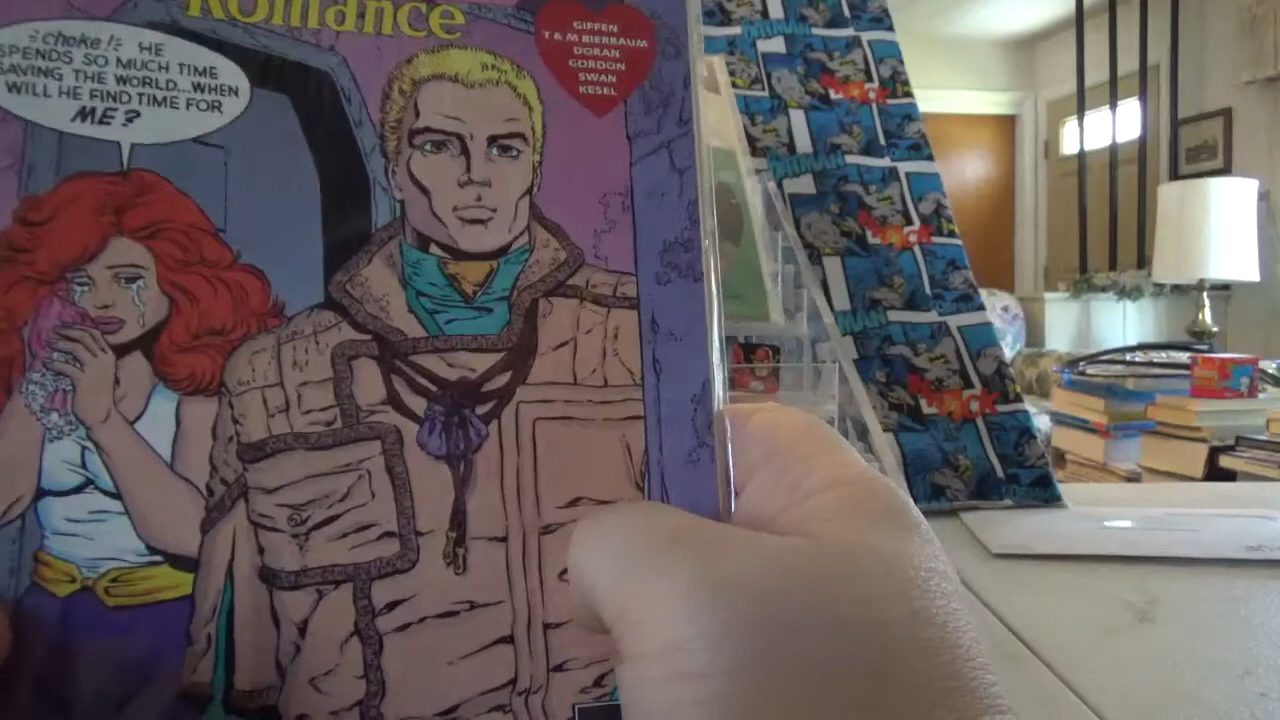 Romance
GIFFEN
T & M BIERBAUM
DORAN
GORDON
SWAN
KESEL
choke! HE
SPENDS SO MUCH TIME
SAVING THE WORLD...WHEN
WILL HE FIND TIME FOR
ME?
BATMAN
BATMAN